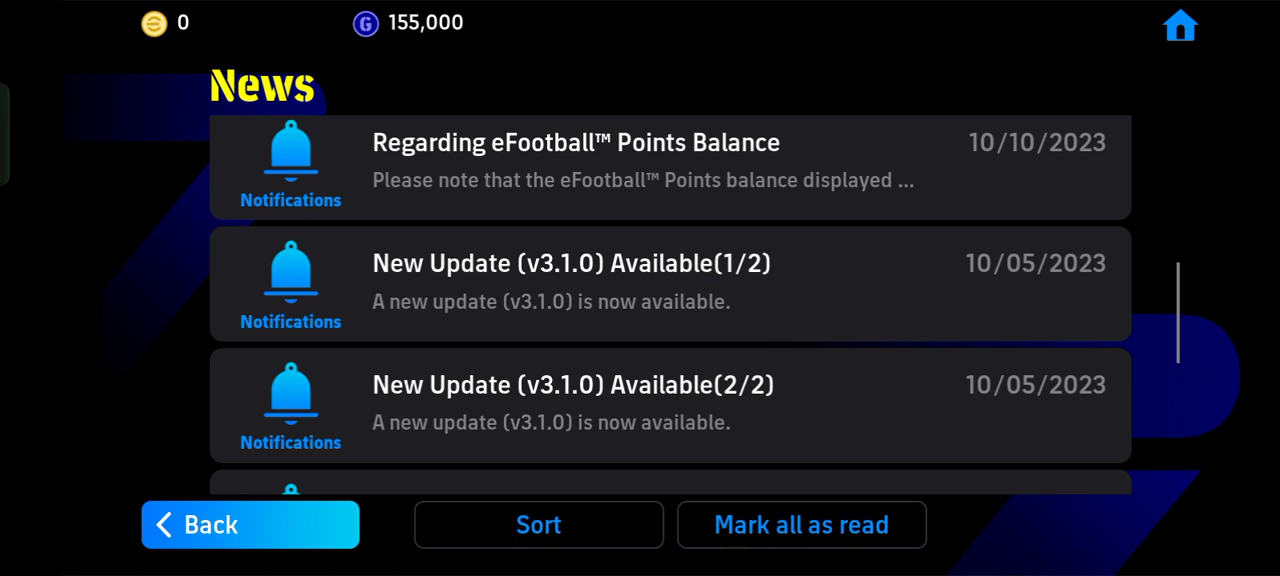 0
155,000
News
Regarding eFootball™ Points Balance
10/10/2023
Please note that the eFootball™ Points balance displayed ...
Notifications
New Update (v3.1.0) Available(1/2)
10/05/2023
A new update (v3.1.0) is now available.
Notifications
New Update (v3.1.0) Available(2/2)
10/05/2023
A new update (v3.1.0) is now available.
Notifications
Back
Sort
Mark all as read